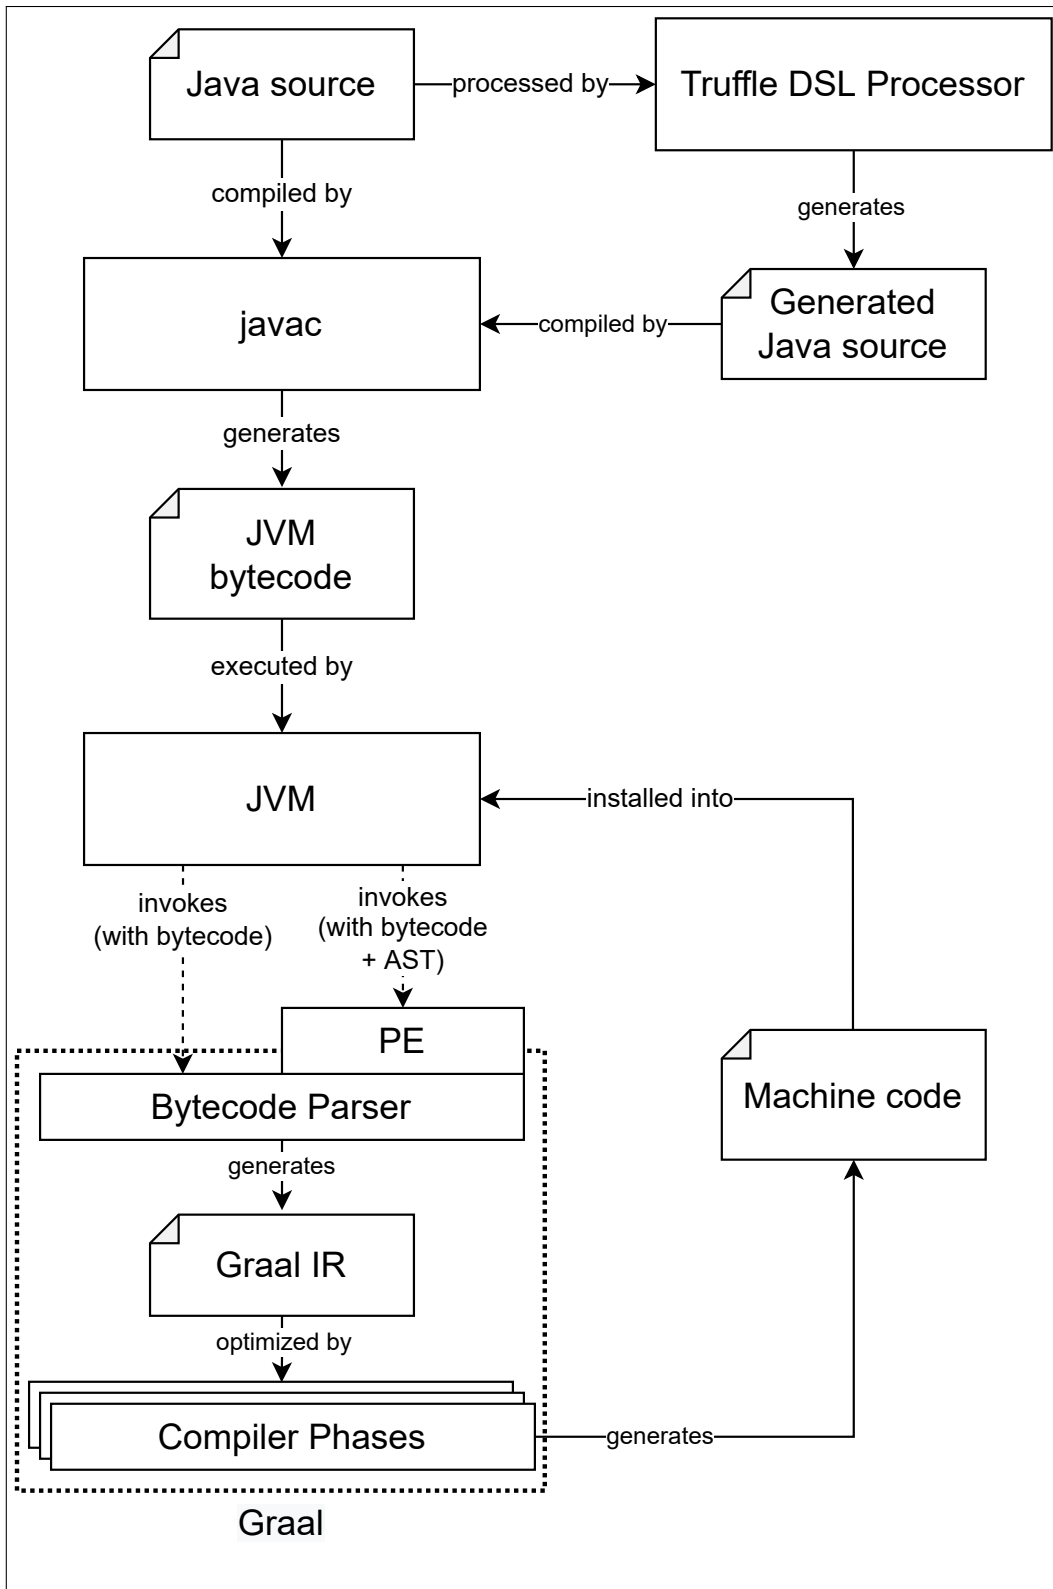 Java source
processed by
Truffle DSL Processor
compiled by
generates
javac
compiled by
Generated
Java source
generates
JVM
bytecode
executed by
JVM
installed into
invokes
(with bytecode)
invokes
(with bytecode
+ AST)
PE
Bytecode Parser
Machine code
generates
Graal IR
optimized by
Compiler Phases
generates
Graal